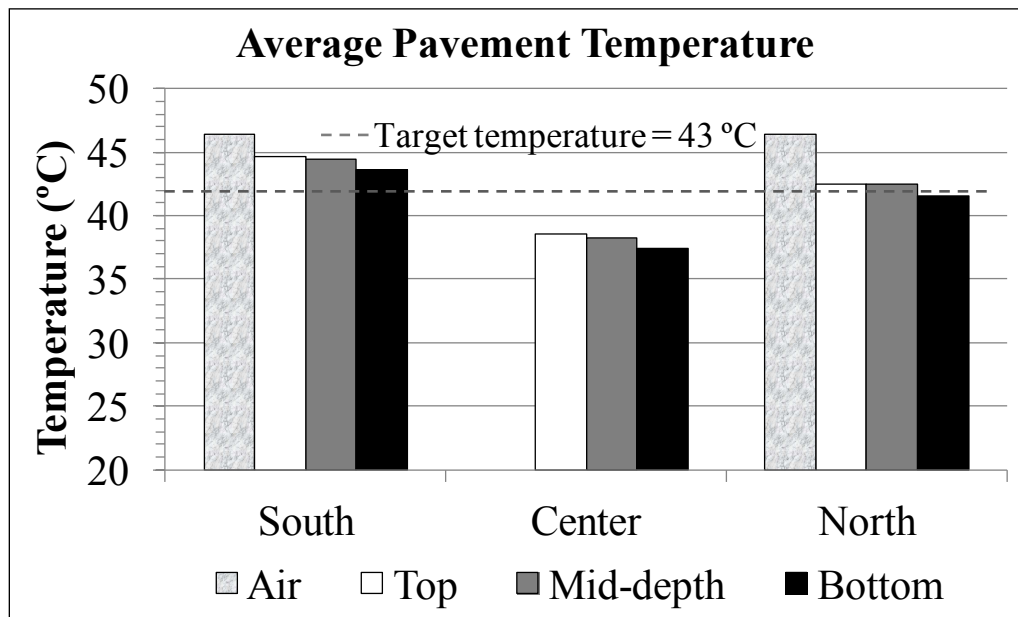 Average Pavement Temperature
Temperature (ºC)
50
45
40
35
30
25
20
Target temperature = 43 ºC
South Center North
Air Top Mid-depth Bottom